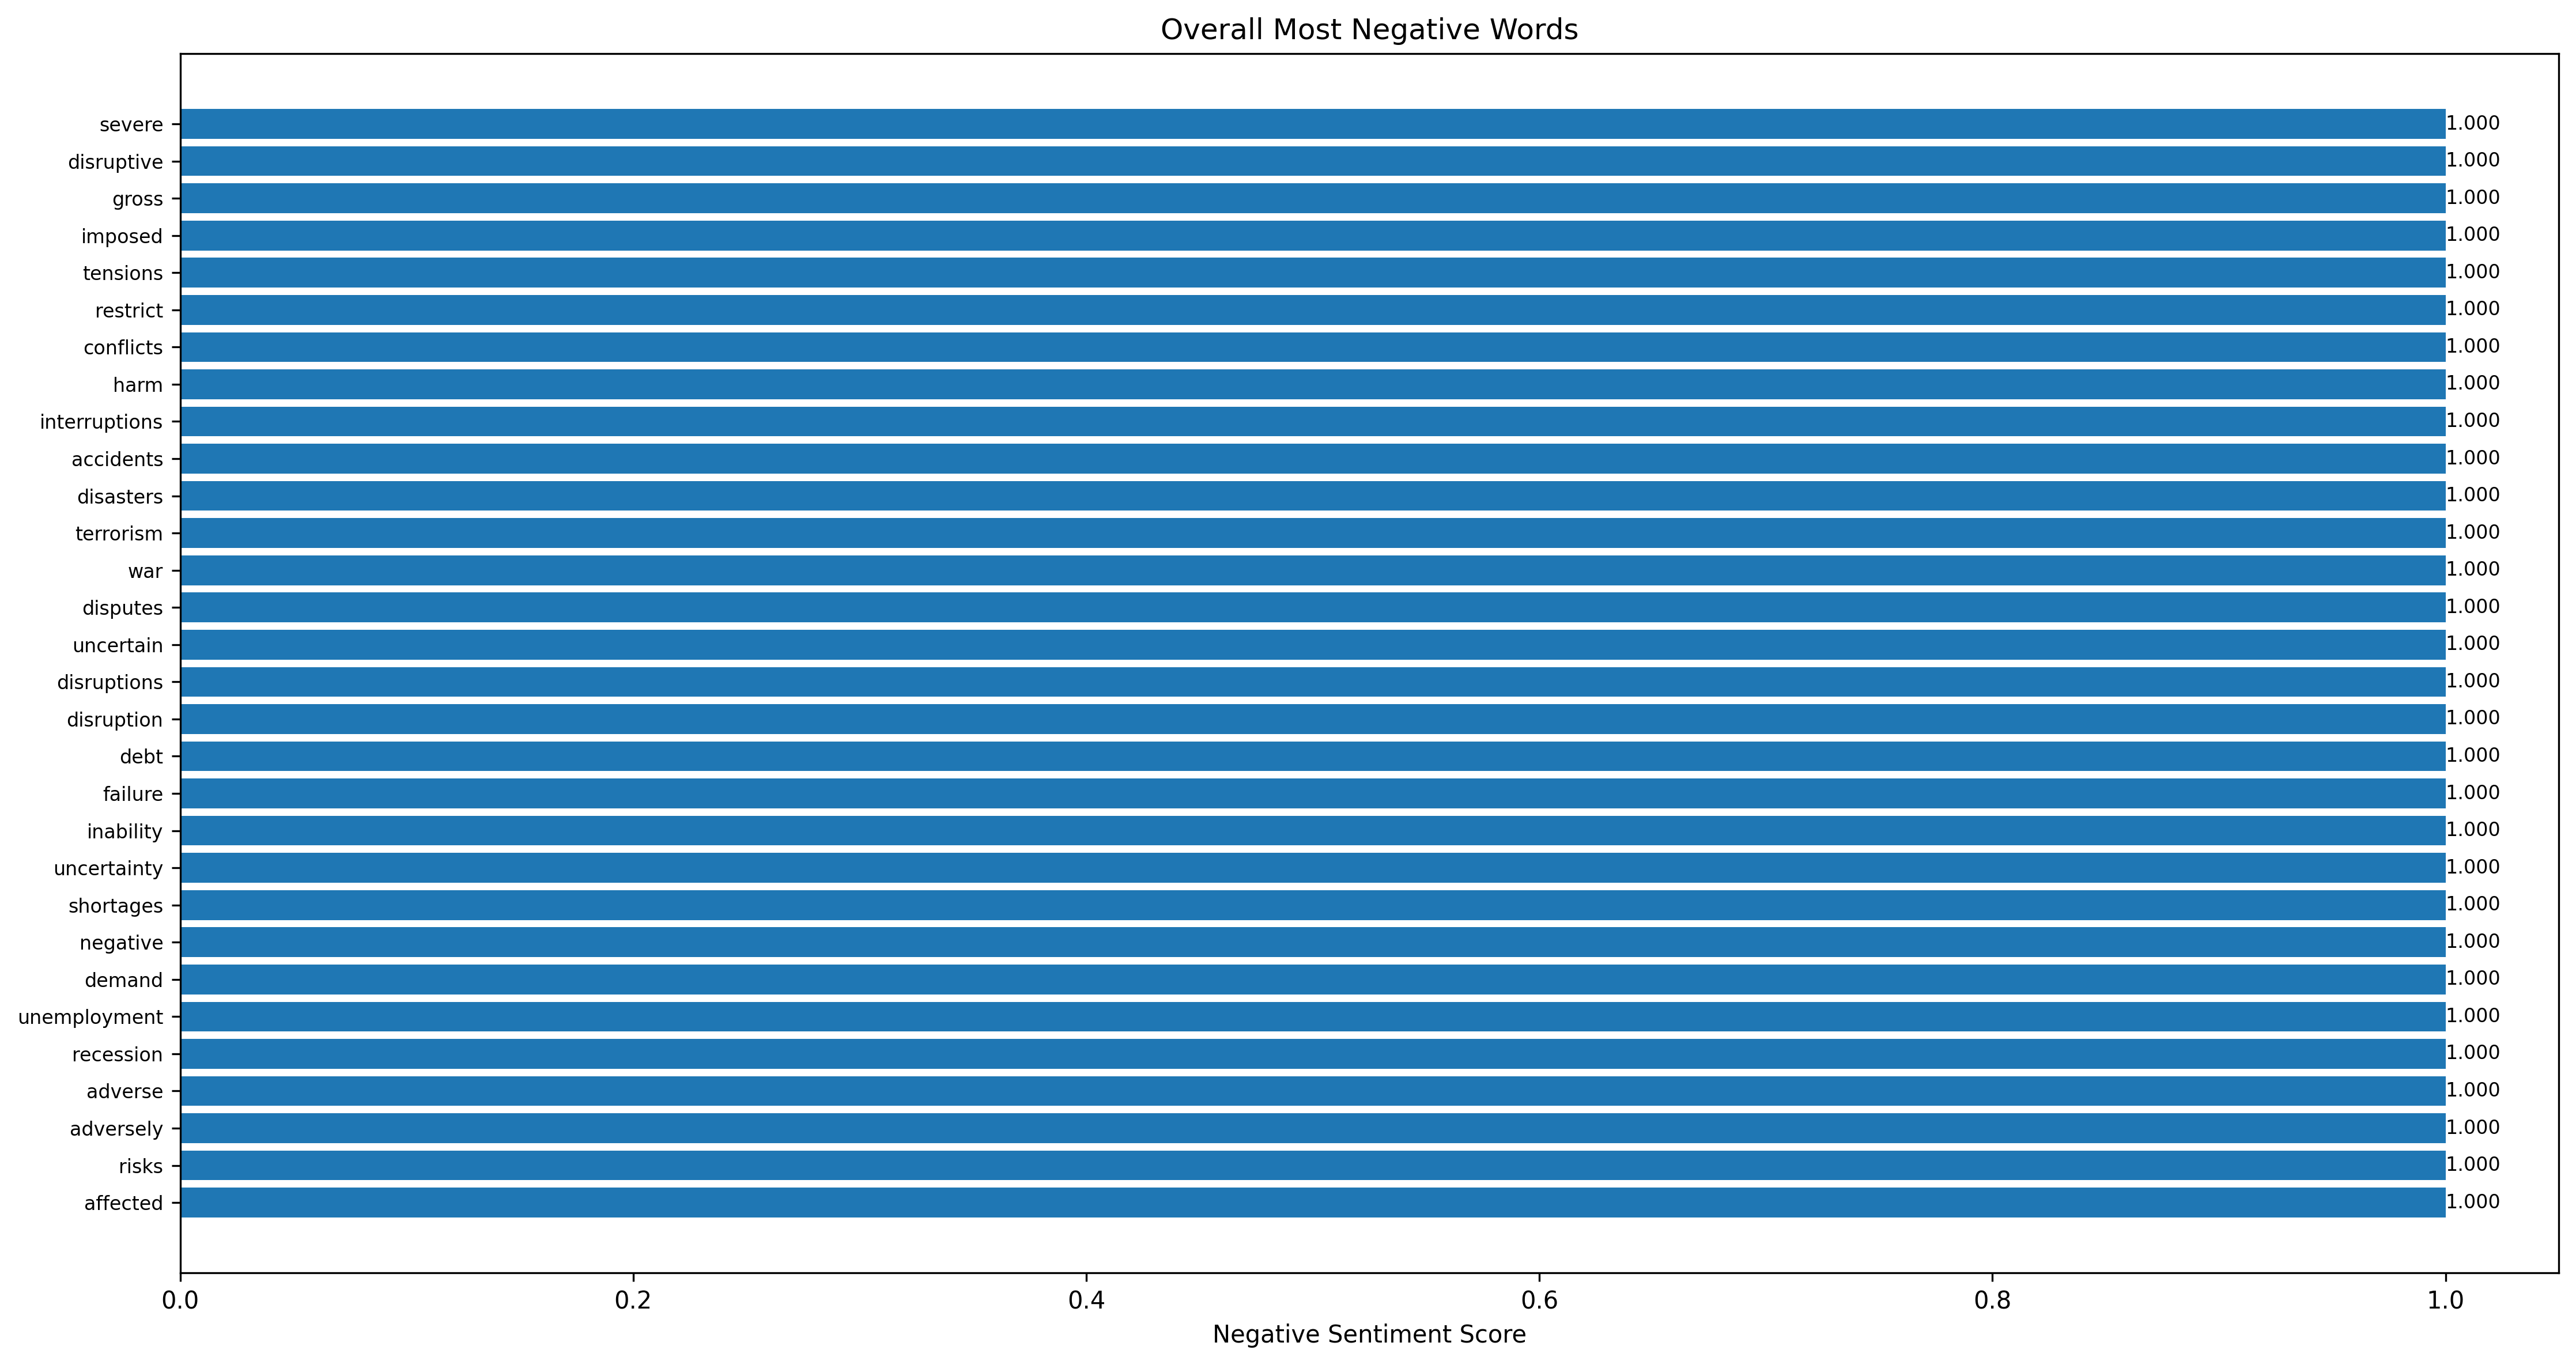 Overall Most Negative Words
severe 1.000
disruptive 1.000
gross 1.000
imposed 1.000
tensions 1.000
restrict 1.000
conflicts 1.000
harm 1.000
interruptions 1.000
accidents 1.000
disasters 1.000
terrorism 1.000
war 1.000
disputes 1.000
uncertain 1.000
disruptions 1.000
disruption 1.000
debt 1.000
failure 1.000
inability 1.000
uncertainty 1.000
shortages 1.000
negative 1.000
demand 1.000
unemployment 1.000
recession 1.000
adverse 1.000
adversely 1.000
risks 1.000
affected 1.000
0.0 0.2 0.4 0.6 0.8 1.0
Negative Sentiment Score